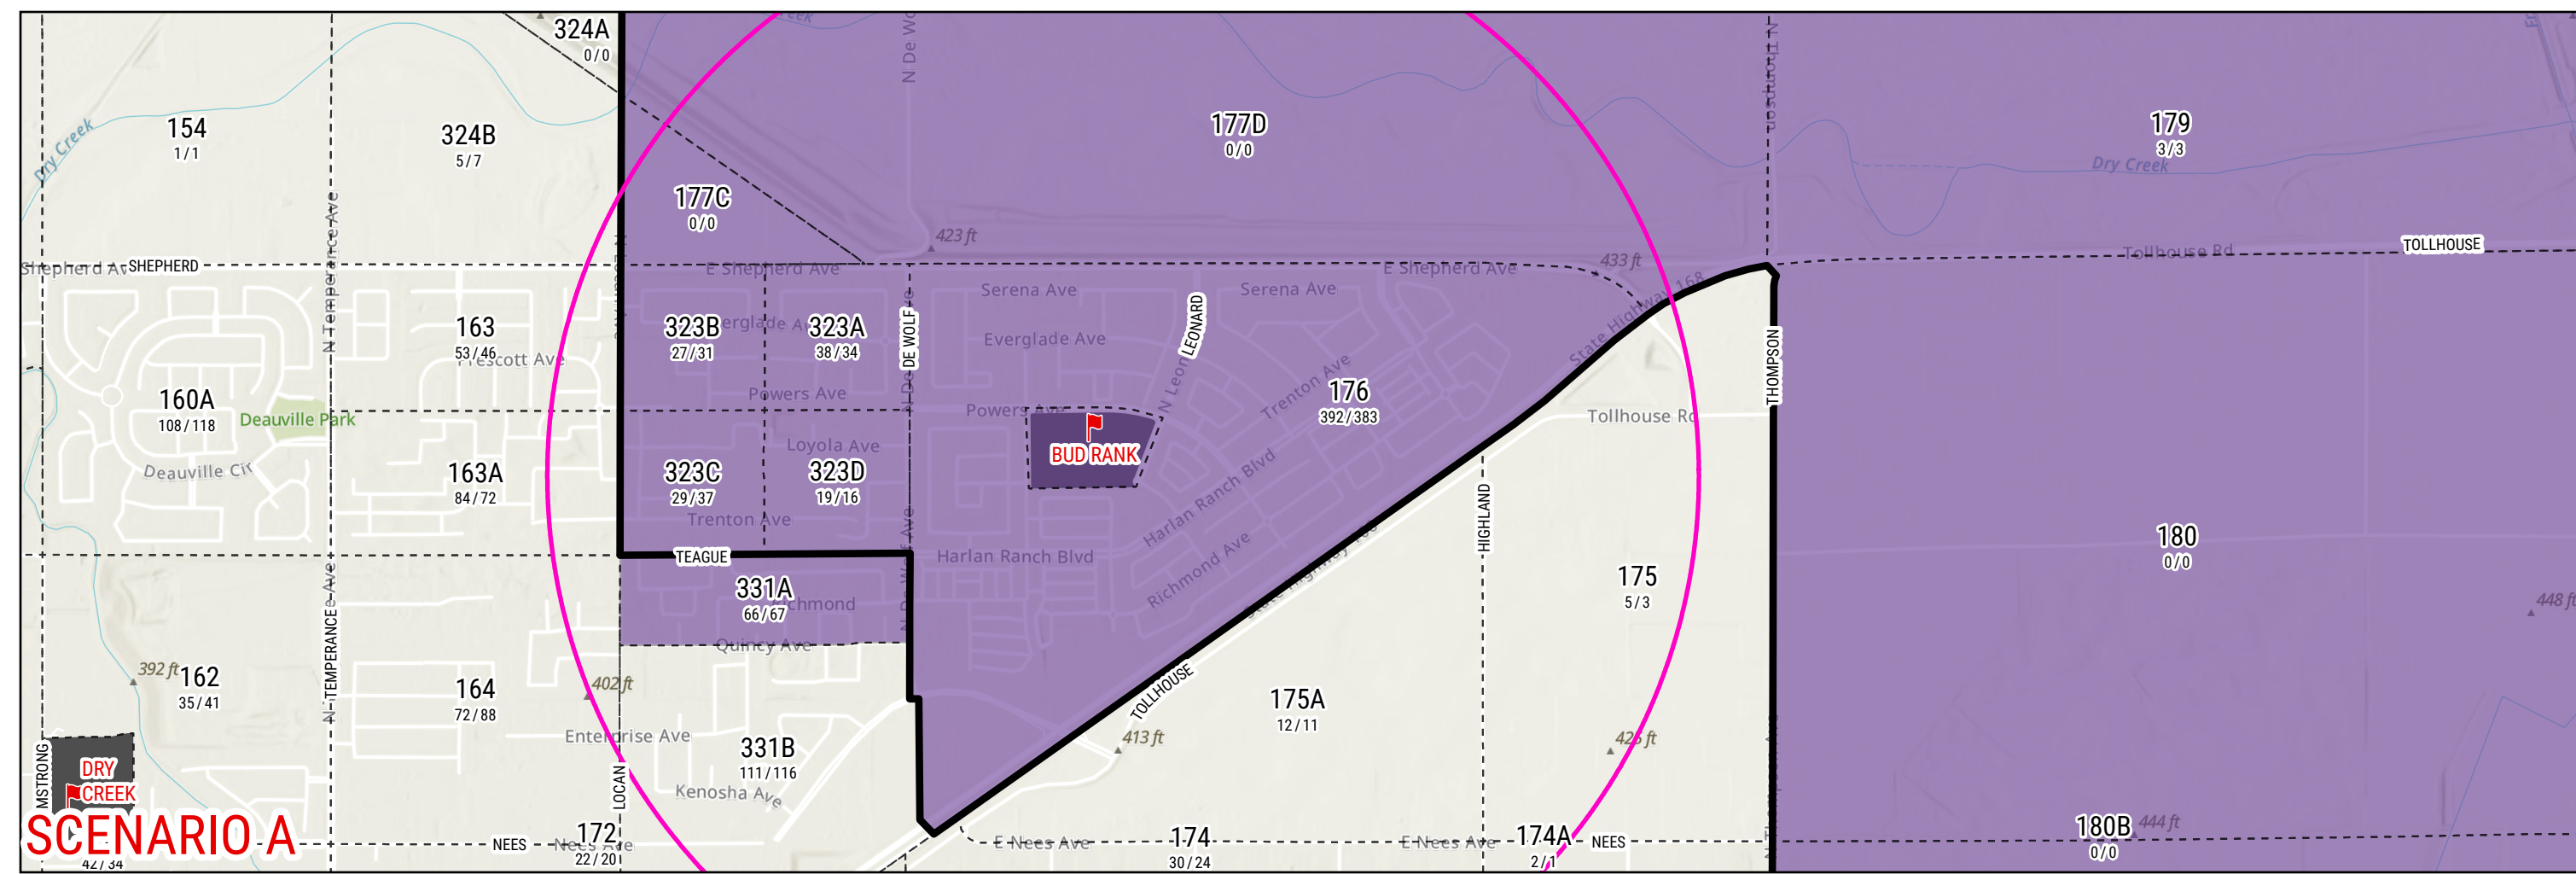 324A
0/0
N De Wo
N Thompson
154
1/1
324B
5/7
177D
0/0
179
3/3
Dry Creek
Dry Creek
177C
0/0
423 ft
433 ft
Shepherd Av
SHEPHERD
E Shepherd Ave
E Shepherd Ave
Tollhouse Rd
TOLLHOUSE
N Temperance Ave
Serena Ave
Serena Ave
LEONARD
State Highway 168
163
53/46
Prescott Ave
323B
27/31
323A
38/34
DE WOLF
Everglade Ave
N Leon
THOMPSON
160A
108/118
Deauville Park
Deauville Cir
Powers Ave
Powers Ave
Trenton Ave
176
392/383
Tollhouse Rd
BUD RANK
163A
84/72
323C
29/37
Loyola Ave
323D
19/16
Trenton Ave
Harlan Ranch Blvd
HIGHLAND
TEAGUE
Harlan Ranch Blvd
Richmond Ave
180
0/0
331A
66/67
Quincy Ave
175
5/3
448 ft
TEMPERANCE
392 ft
162
35/41
164
72/88
402 ft
TOLLHOUSE
175A
12/11
Enterprise Ave
331B
111/116
413 ft
Kenosha Ave
LOCAN
MSTRONG
DRY
CREEK
SCENARIO A
42/34
NEES
Nees Ave
172
22/20
E Nees Ave
174
30/24
E Nees Ave
174A
2/1
NEES
180B
0/0
444 ft